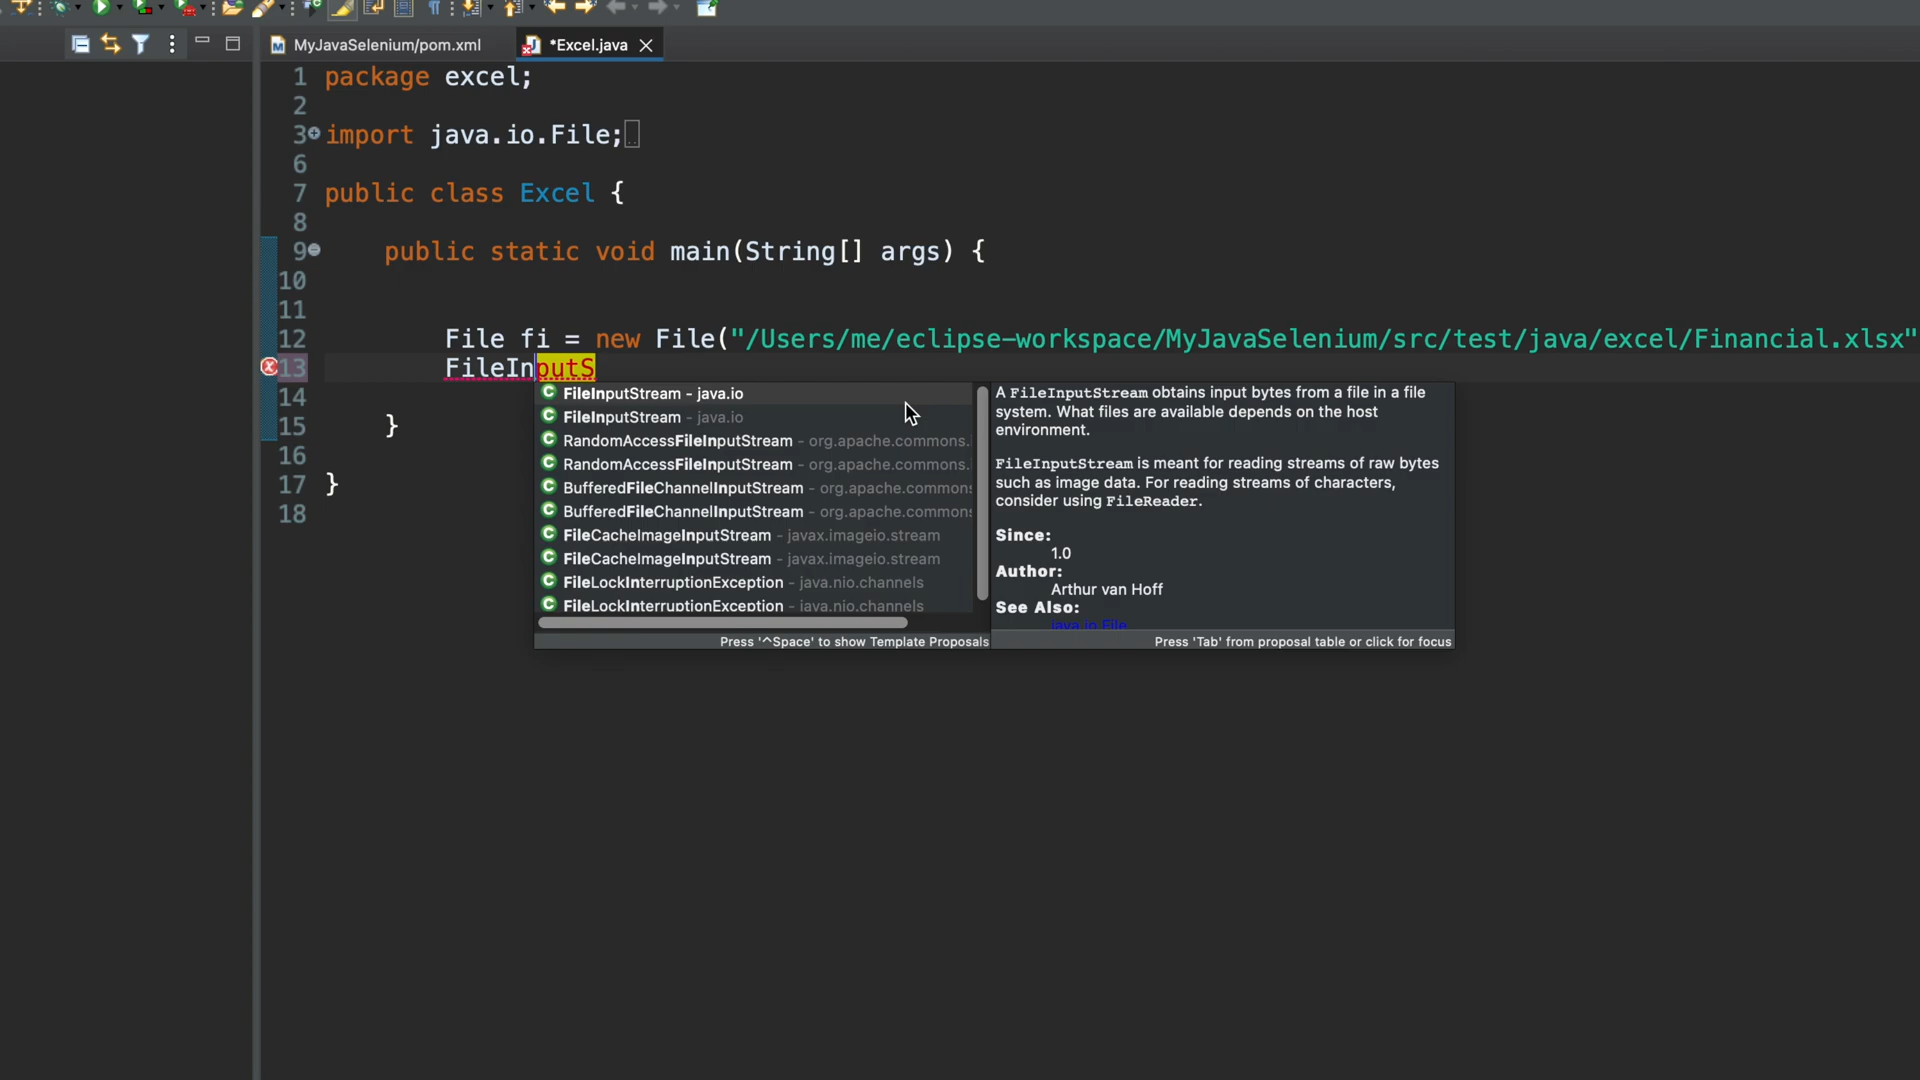 MyJavaSelenium/pom.xml
*Excel.java
1 package excel;
2
3 import java.io.File;
6
7 public class Excel {
8
9 public static void main(String[] args) {
10
11
12 File fi = new File("/Users/me/eclipse-workspace/MyJavaSelenium/src/test/java/excel/Financial.xlsx"
13 FileInputS
14
15 }
16
17 }
18
FileInputStream - java.io
FileInputStream - java.io
RandomAccessFileInputStream - org.apache.commons.
RandomAccessFileInputStream - org.apache.commons.
BufferedFileChannelInputStream - org.apache.commons
BufferedFileChannelInputStream - org.apache.commons
FileCacheImageInputStream - javax.imageio.stream
FileCacheImageInputStream - javax.imageio.stream
FileLockInterruptionException - java.nio.channels
FileLockInterruptionException - java.nio.channels
Press '^Space' to show Template Proposals
A FileInputStream obtains input bytes from a file in a file
system. What files are available depends on the host
environment.
FileInputStream is meant for reading streams of raw bytes
such as image data. For reading streams of characters,
consider using FileReader.
Since:
1.0
Author:
Arthur van Hoff
See Also:
java.io.File
Press 'Tab' from proposal table or click for focus